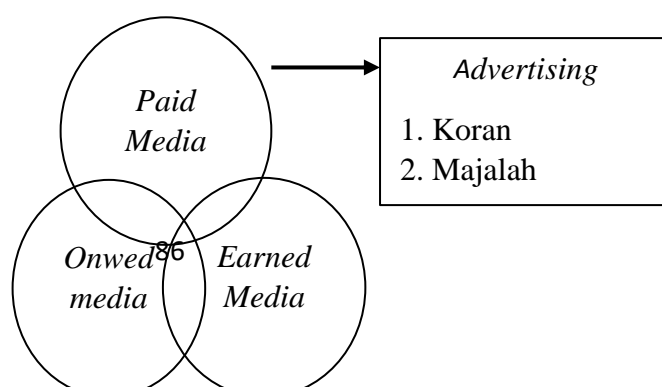 Paid
Media
Advertising
1. Koran
2. Majalah
Onwed
media
86
Earned
Media